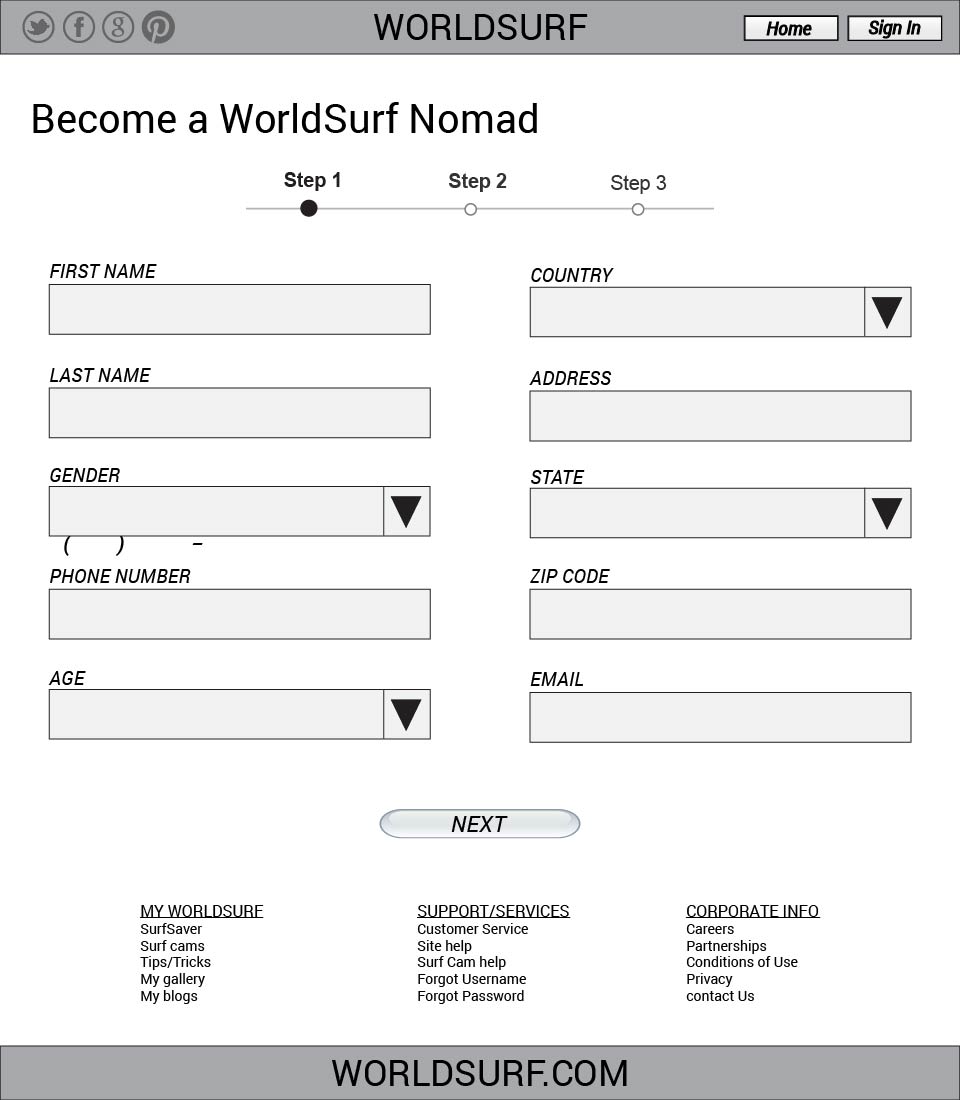 WORLDSURF
Home
Sign In
Become a WorldSurf Nomad
Step 1
Step 2
Step 3
FIRST NAME
COUNTRY
LAST NAME
ADDRESS
GENDER
STATE
( ) –
PHONE NUMBER
ZIP CODE
AGE
EMAIL
NEXT
MY WORLDSURF
SurfSaver
Surf cams
Tips/Tricks
My gallery
My blogs
SUPPORT/SERVICES
Customer Service
Site help
Surf Cam help
Forgot Username
Forgot Password
CORPORATE INFO
Careers
Partnerships
Conditions of Use
Privacy
contact Us
WORLDSURF.COM